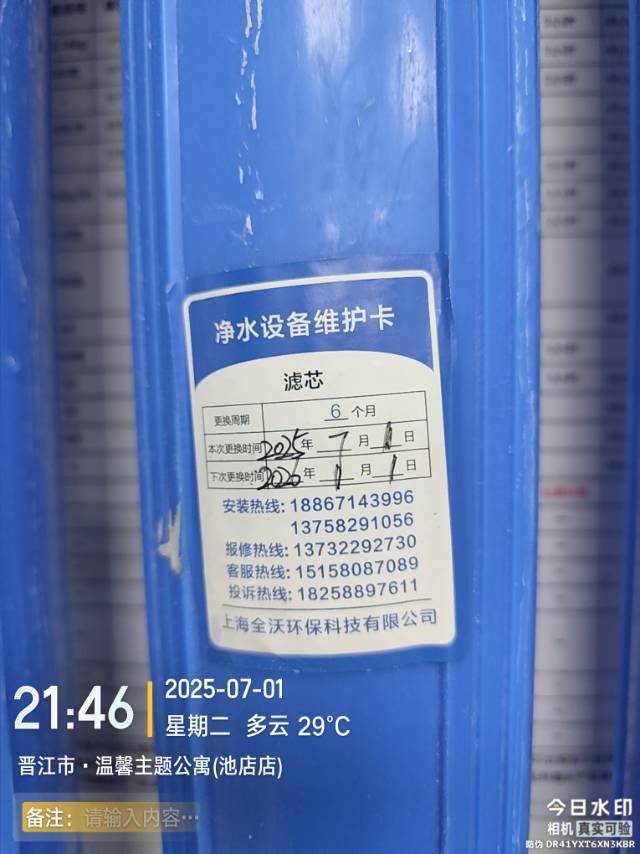 净水设备维护卡
滤芯
更换周期 6 个月
本次更换时间 2025 年 7 月 1 日
下次更换时间 2026 年 1 月 1 日
安装热线: 18867143996
13758291056
报修热线: 13732292730
客服热线: 15158087089
投诉热线: 18258897611
上海全沃环保科技有限公司
21:46
2025-07-01
星期二 多云 29°C
晋江市·温馨主题公寓(池店店)
备注: 请输入内容…
今日水印
相机 真实可验
防伪 DR41YXT6XN3KBR